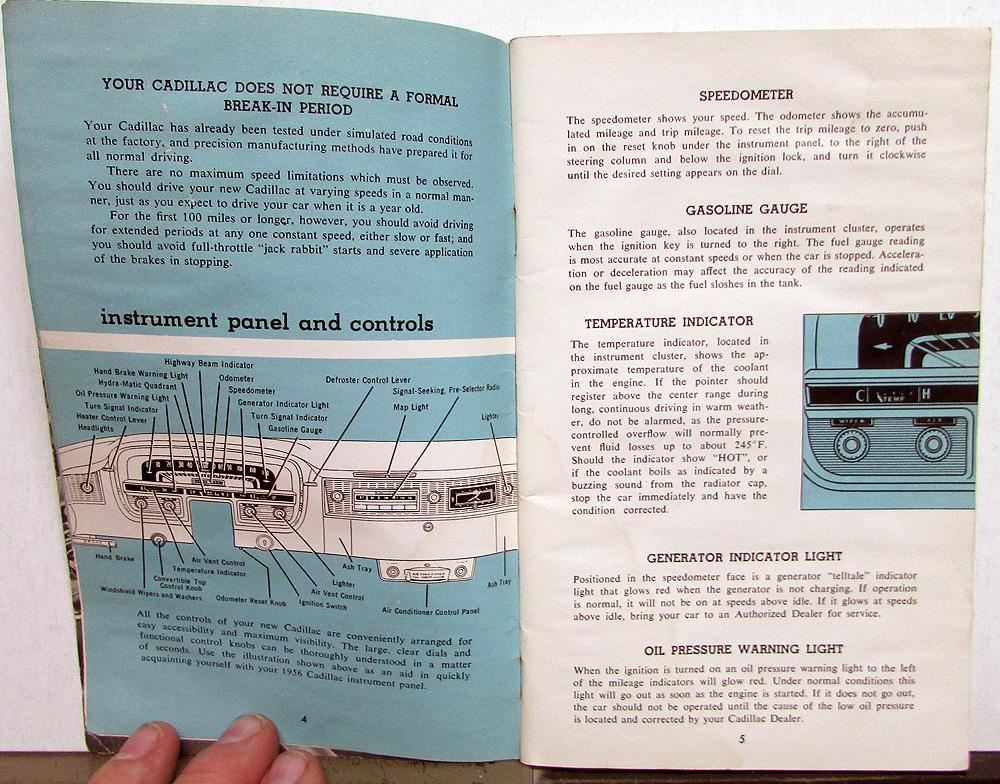 YOUR CADILLAC DOES NOT REQUIRE A FORMAL
BREAK-IN PERIOD
Your Cadillac has already been tested under simulated road conditions
at the factory, and precision manufacturing methods have prepared it for
all normal driving.
There are no maximum speed limitations which must be observed.
You should drive your new Cadillac at varying speeds in a normal man-
ner, just as you expect to drive your car when it is a year old.
For the first 100 miles or longer, however, you should avoid driving
for extended periods at any one constant speed, either slow or fast; and
you should avoid full-throttle "jack rabbit" starts and severe application
of the brakes in stopping.
instrument panel and controls
Highway Beam Indicator
Hand Brake Warning Light
Hydra-Matic Quadrant
Oil Pressure Warning Light
Turn Signal Indicator
Heater Control Lever
Headlights
Odometer
Speedometer
Generator Indicator Light
Turn Signal Indicator
Gasoline Gauge
Defroster Control Lever
Signal-Seeking, Pre-Selector Radio
Map Light
Lighter
Hand Brake
Air Vent Control
Temperature Indicator
Convertible Top
Control Knob
Windshield Wipers and Washers
Odometer Reset Knob
Ignition Switch
Air Vent Control
Lighter
Ash Tray
Air Conditioner Control Panel
Ash Tray
All the controls of your new Cadillac are conveniently arranged for
easy accessibility and maximum visibility. The large, clear dials and
functional control knobs can be thoroughly understood in a matter
of seconds. Use the illustration shown above as an aid in quickly
acquainting yourself with your 1956 Cadillac instrument panel.
4
SPEEDOMETER
The speedometer shows your speed. The odometer shows the accumu-
lated mileage and trip mileage. To reset the trip mileage to zero, push
in on the reset knob under the instrument panel, to the right of the
steering column and below the ignition lock, and turn it clockwise
until the desired setting appears on the dial.
GASOLINE GAUGE
The gasoline gauge, also located in the instrument cluster, operates
when the ignition key is turned to the right. The fuel gauge reading
is most accurate at constant speeds or when the car is stopped. Accelera-
tion or deceleration may affect the accuracy of the reading indicated
on the fuel gauge as the fuel sloshes in the tank.
TEMPERATURE INDICATOR
The temperature indicator, located in
the instrument cluster, shows the ap-
proximate temperature of the coolant
in the engine. If the pointer should
register above the center range during
long, continuous driving in warm weath-
er, do not be alarmed, as the pressure-
controlled overflow will normally pre-
vent fluid losses up to about 245°F.
Should the indicator show "HOT", or
if the coolant boils as indicated by a
buzzing sound from the radiator cap,
stop the car immediately and have the
condition corrected.
C TEMP H
WIPER
AIR
GENERATOR INDICATOR LIGHT
Positioned in the speedometer face is a generator "telltale" indicator
light that glows red when the generator is not charging. If operation
is normal, it will not be on at speeds above idle. If it glows at speeds
above idle, bring your car to an Authorized Dealer for service.
OIL PRESSURE WARNING LIGHT
When the ignition is turned on an oil pressure warning light to the left
of the mileage indicators will glow red. Under normal conditions this
light will go out as soon as the engine is started. If it does not go out,
the car should not be operated until the cause of the low oil pressure
is located and corrected by your Cadillac Dealer.
5